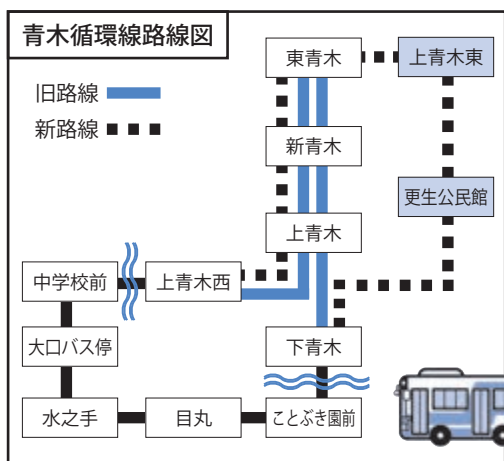 青木循環線路線図
旧路線
新路線
東青木
上青木東
新青木
更生公民館
上青木
中学校前
上青木西
大口バス停
下青木
水之手
目丸
ことぶき園前